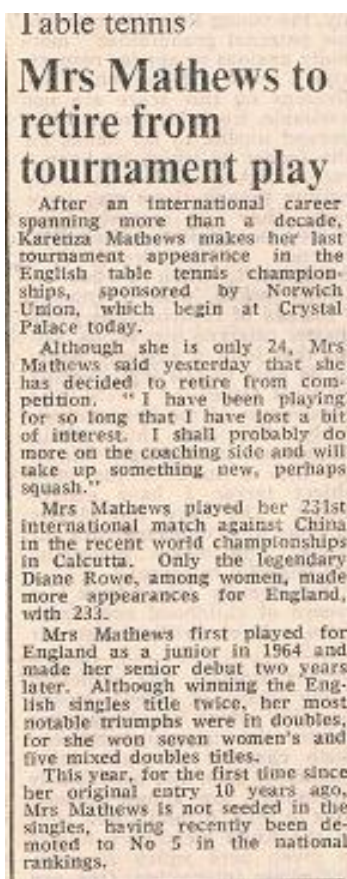 Table tennis
Mrs Mathews to
retire from
tournament play
After an international career
spanning more than a decade,
Karenza Mathews makes her last
tournament appearance in the
English table tennis champion-
ships, sponsored by Norwich
Union, which begin at Crystal
Palace today.
Although she is only 24, Mrs
Mathews said yesterday that she
has decided to retire from com-
petition. "I have been playing
for so long that I have lost a bit
of interest. I shall probably do
more on the coaching side and will
take up something new, perhaps
squash."
Mrs Mathews played her 231st
international match against China
in the recent world championships
in Calcutta. Only the legendary
Diane Rowe, among women, made
more appearances for England,
with 233.
Mrs Mathews first played for
England as a junior in 1964 and
made her senior debut two years
later. Although winning the Eng-
lish singles title twice, her most
notable triumphs were in doubles,
for she won seven women's and
five mixed doubles titles.
This year, for the first time since
her original entry 10 years ago,
Mrs Mathews is not seeded in the
singles, having recently been de-
moted to No 5 in the national
rankings.